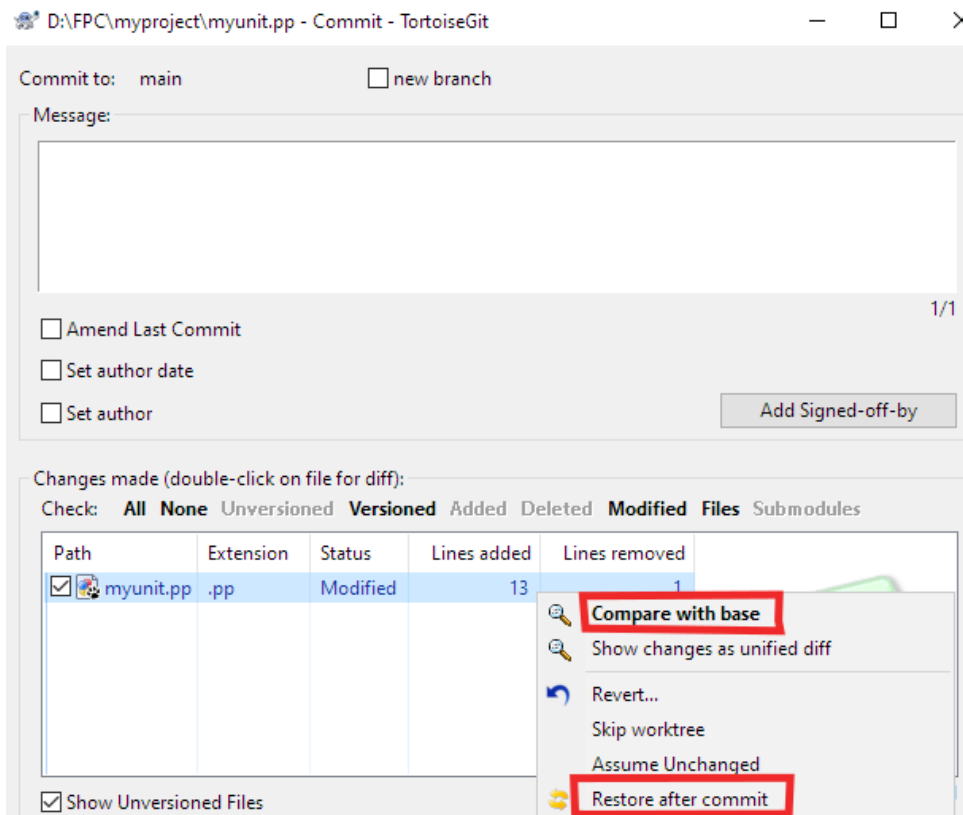 D:\FPC\myproject\myunit.pp - Commit - TortoiseGit
Commit to: main new branch
Message:
1/1
Amend Last Commit
Set author date
Set author
Add Signed-off-by
Changes made (double-click on file for diff):
Check: All None Unversioned Versioned Added Deleted Modified Files Submodules
Path Extension Status Lines added Lines removed
myunit.pp .pp Modified 13 1
Compare with base
Show changes as unified diff
Revert...
Skip worktree
Assume Unchanged
Restore after commit
Show Unversioned Files